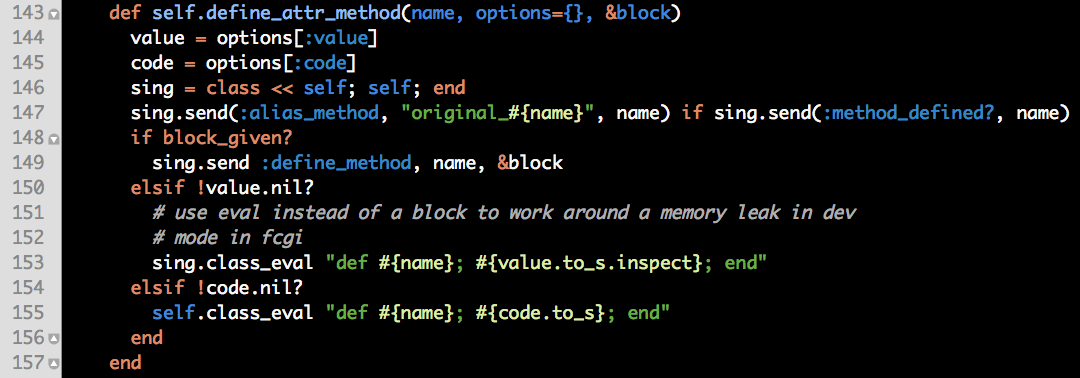 143 def self.define_attr_method(name, options={}, &block)
144 value = options[:value]
145 code = options[:code]
146 sing = class << self; self; end
147 sing.send(:alias_method, "original_#{name}", name) if sing.send(:method_defined?, name)
148 if block_given?
149 sing.send :define_method, name, &block
150 elsif !value.nil?
151 # use eval instead of a block to work around a memory leak in dev
152 # mode in fcgi
153 sing.class_eval "def #{name}; #{value.to_s.inspect}; end"
154 elsif !code.nil?
155 self.class_eval "def #{name}; #{code.to_s}; end"
156 end
157 end